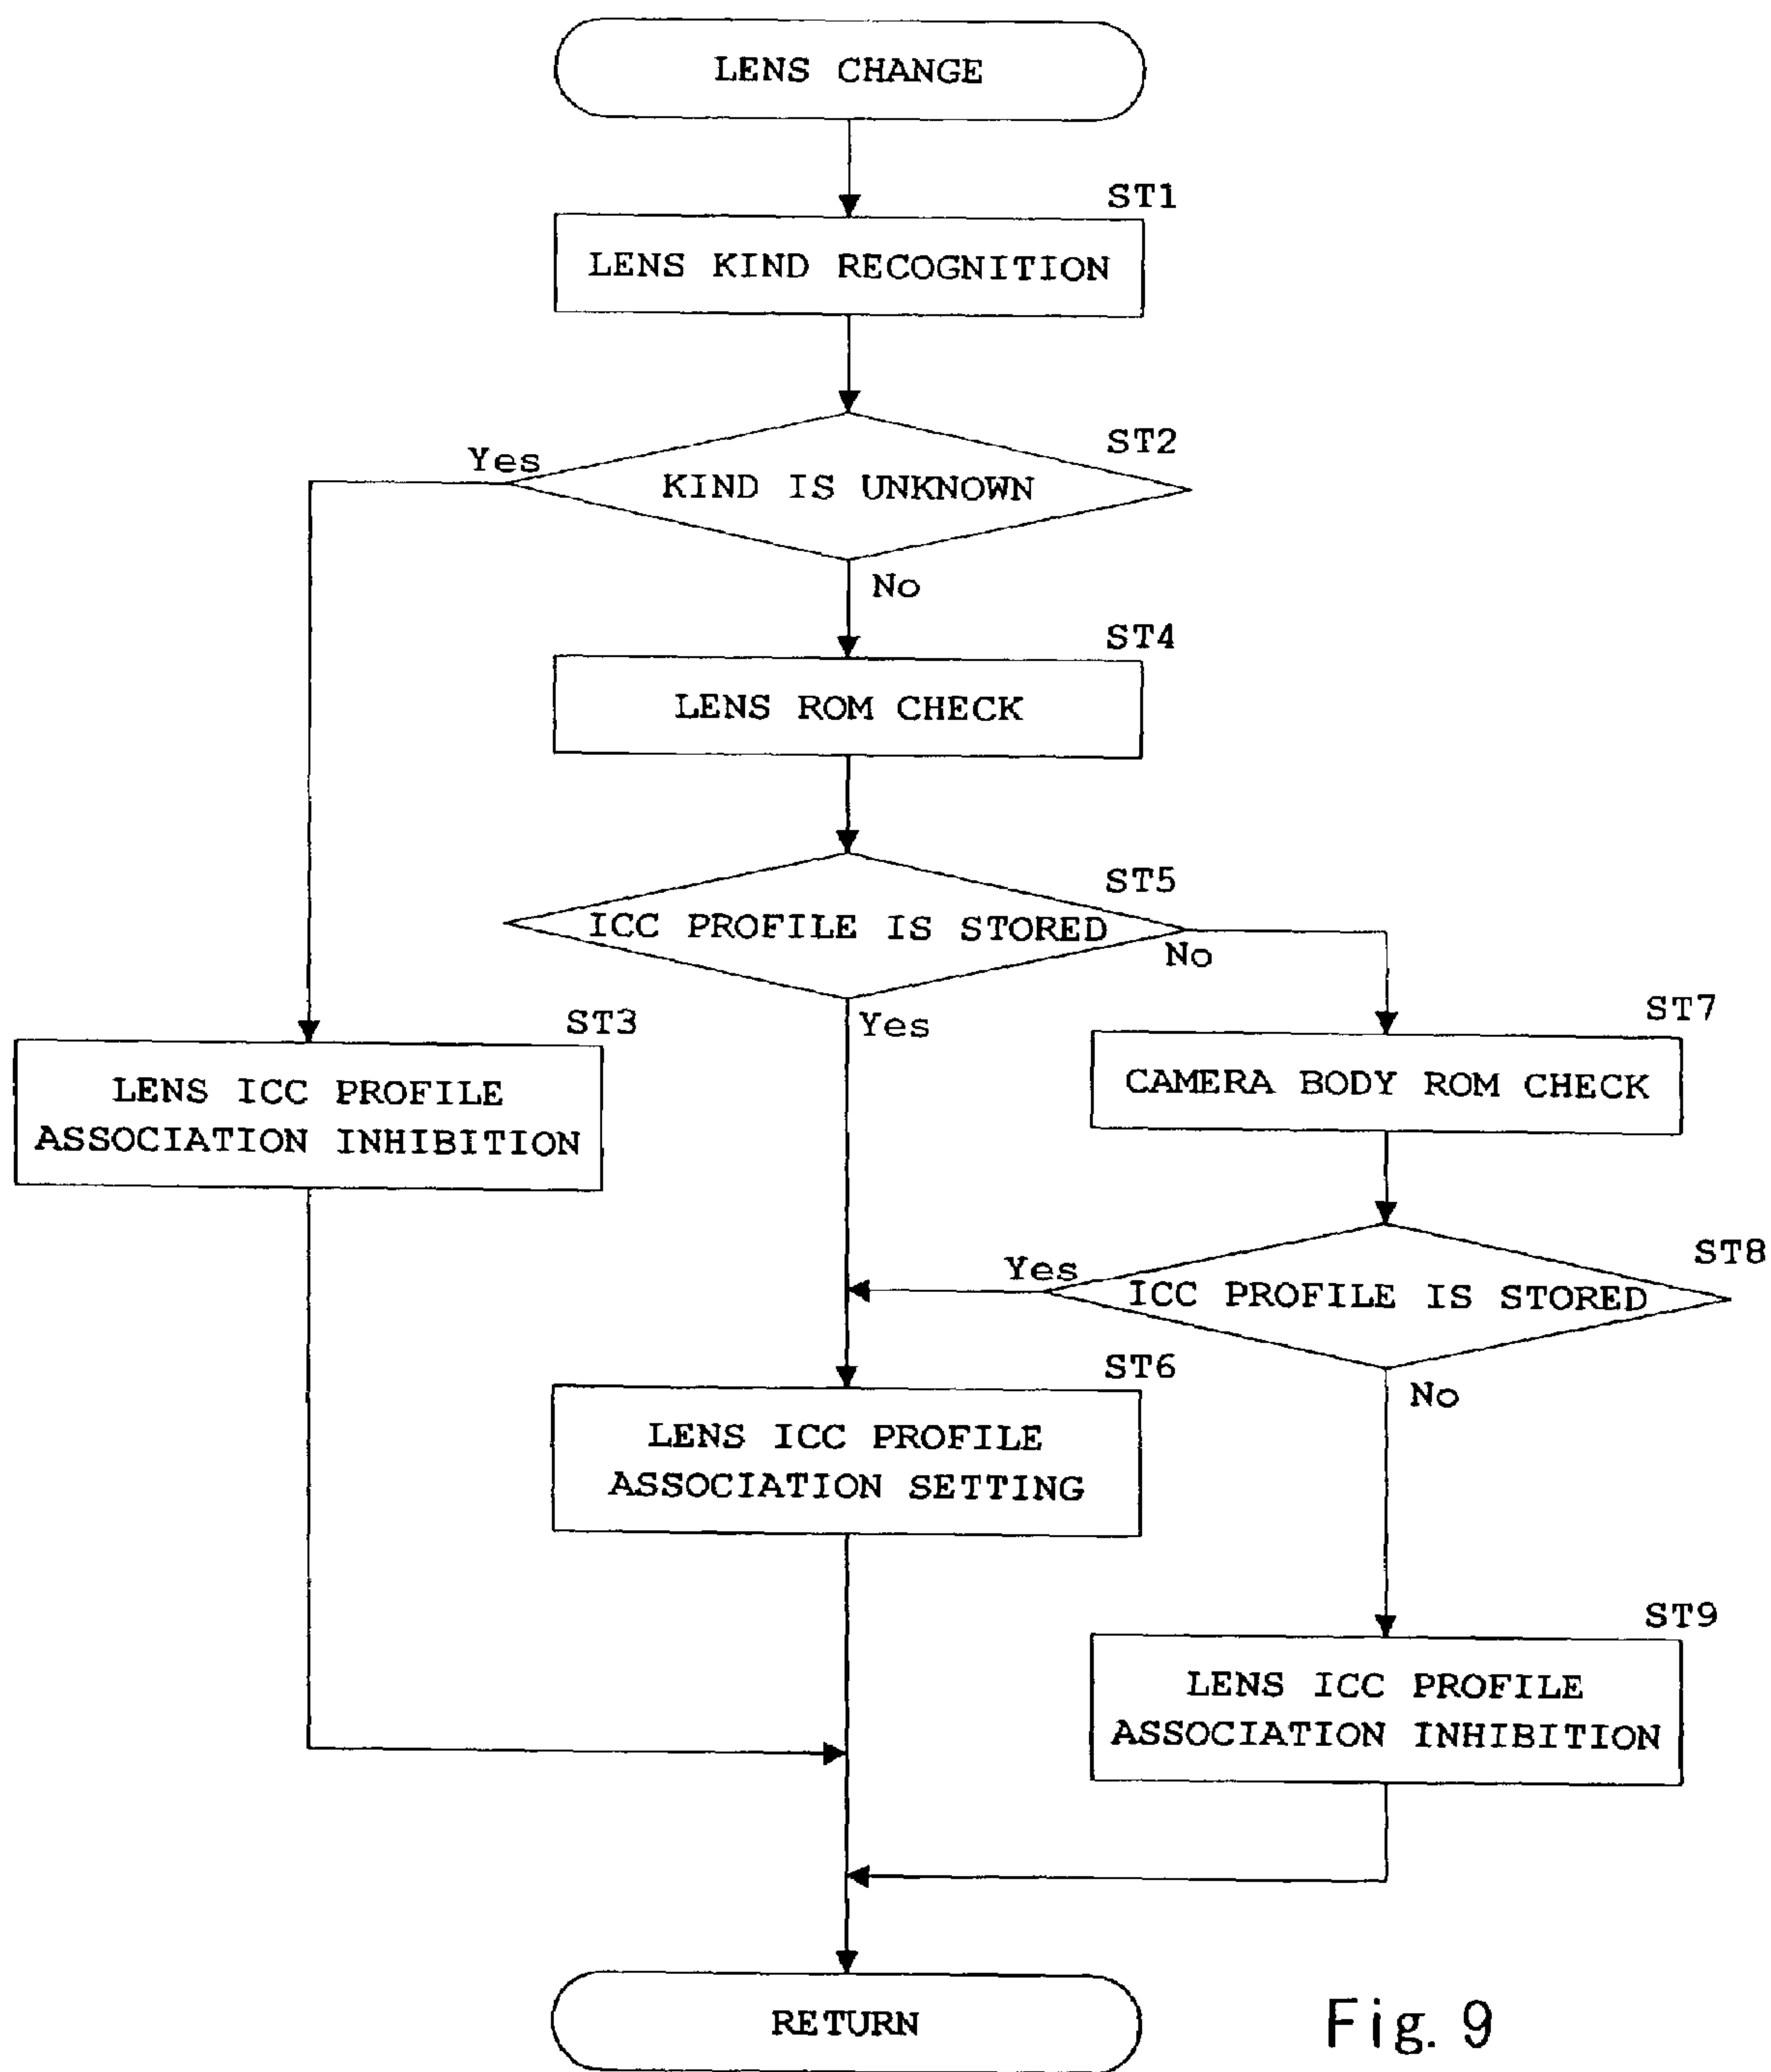 LENS CHANGE
ST1
LENS KIND RECOGNITION
ST2
Yes
KIND IS UNKNOWN
No
ST4
LENS ROM CHECK
ST5
ICC PROFILE IS STORED
No
Yes
ST3
LENS ICC PROFILE
ASSOCIATION INHIBITION
ST7
CAMERA BODY ROM CHECK
ST8
Yes
ICC PROFILE IS STORED
No
ST6
LENS ICC PROFILE
ASSOCIATION SETTING
ST9
LENS ICC PROFILE
ASSOCIATION INHIBITION
RETURN
Fig. 9